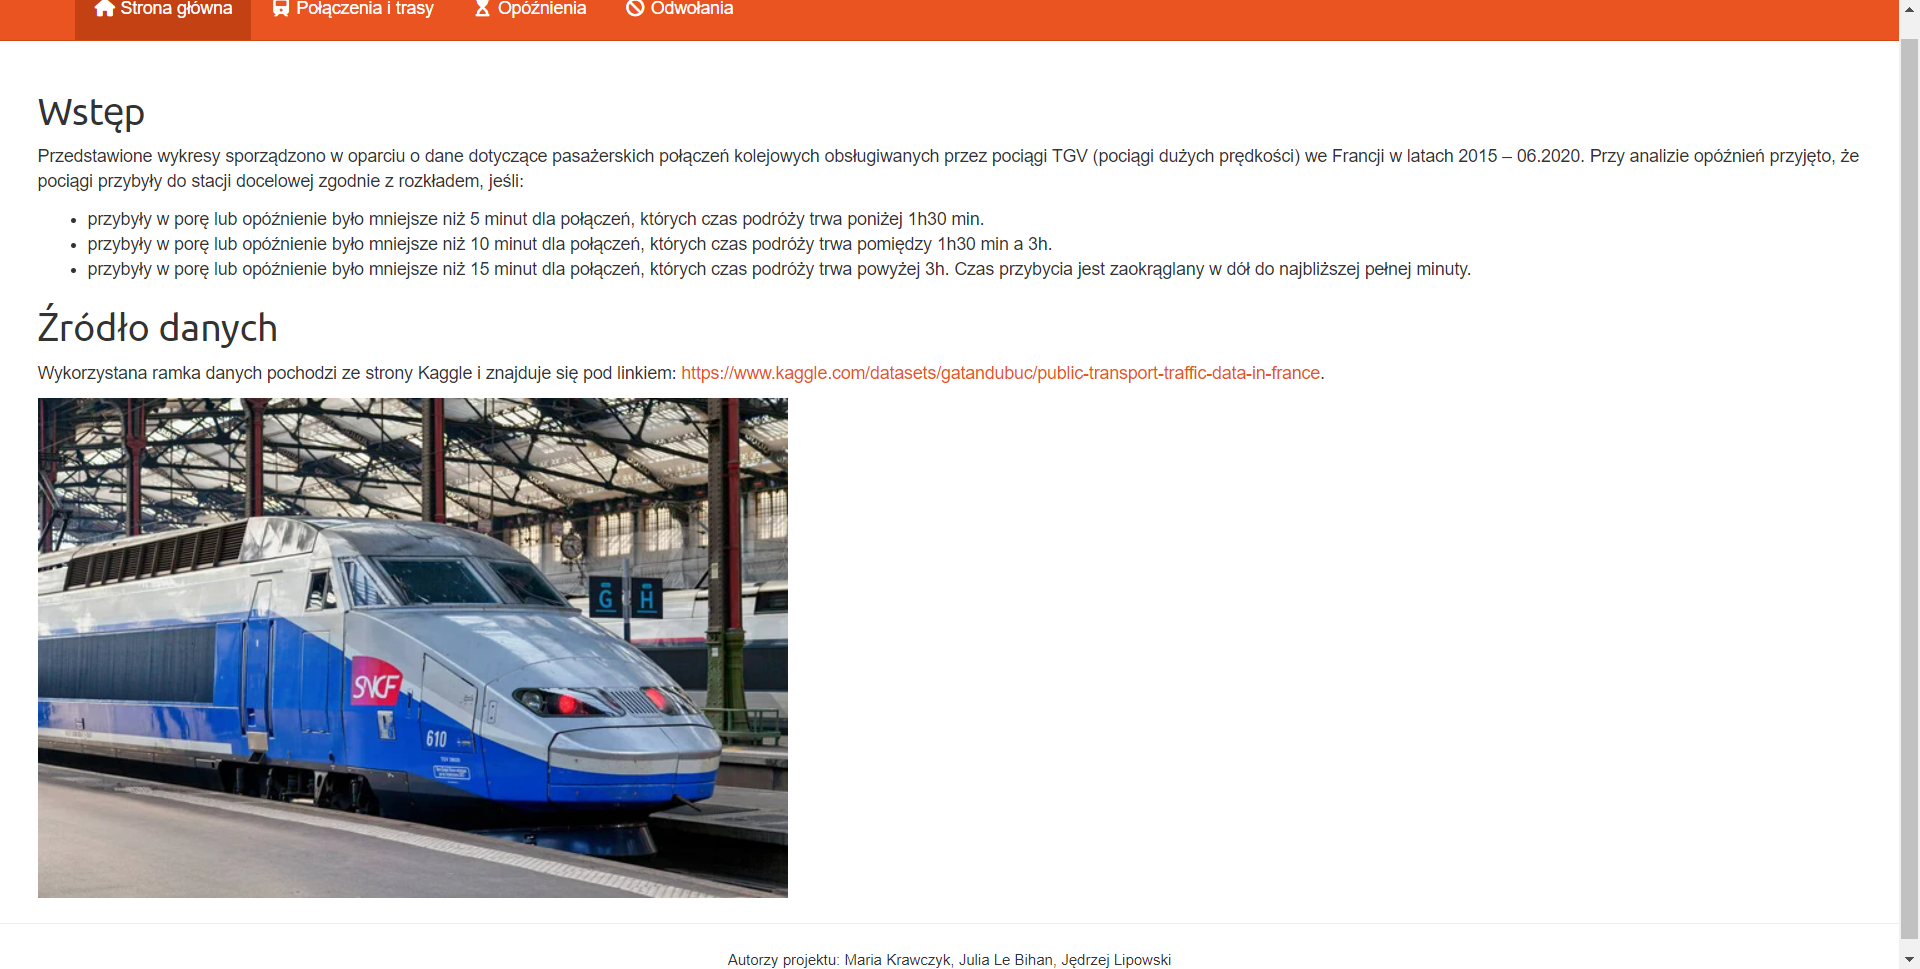 Strona główna Połączenia i trasy Opóźnienia Odwołania
Wstęp
Przedstawione wykresy sporządzono w oparciu o dane dotyczące pasażerskich połączeń kolejowych obsługiwanych przez pociągi TGV (pociągi dużych prędkości) we Francji w latach 2015 – 06.2020. Przy analizie opóźnień przyjęto, że
pociągi przybyły do stacji docelowej zgodnie z rozkładem, jeśli:
• przybyły w porę lub opóźnienie było mniejsze niż 5 minut dla połączeń, których czas podróży trwa poniżej 1h30 min.
• przybyły w porę lub opóźnienie było mniejsze niż 10 minut dla połączeń, których czas podróży trwa pomiędzy 1h30 min a 3h.
• przybyły w porę lub opóźnienie było mniejsze niż 15 minut dla połączeń, których czas podróży trwa powyżej 3h. Czas przybycia jest zaokrąglany w dół do najbliższej pełnej minuty.
Źródło danych
Wykorzystana ramka danych pochodzi ze strony Kaggle i znajduje się pod linkiem: https://www.kaggle.com/datasets/gatandubuc/public-transport-traffic-data-in-france.
G H
SNCF
610
Autorzy projektu: Maria Krawczyk, Julia Le Bihan, Jędrzej Lipowski